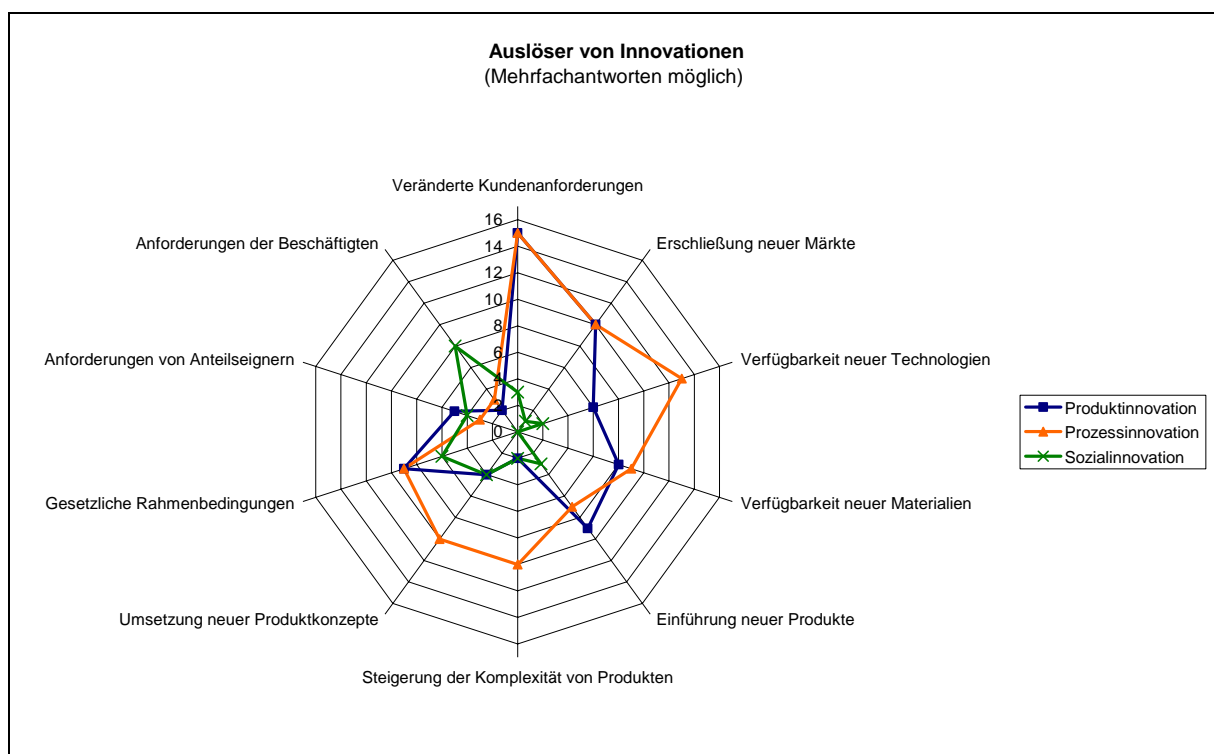 Auslöser von Innovationen
(Mehrfachantworten möglich)
Veränderte Kundenanforderungen
Anforderungen der Beschäftigten
Erschließung neuer Märkte
Anforderungen von Anteilseignern
Verfügbarkeit neuer Technologien
Gesetzliche Rahmenbedingungen
Verfügbarkeit neuer Materialien
Umsetzung neuer Produktkonzepte
Einführung neuer Produkte
Steigerung der Komplexität von Produkten
16
14
12
10
8
6
4
2
0
Produktinnovation
Prozessinnovation
Sozialinnovation